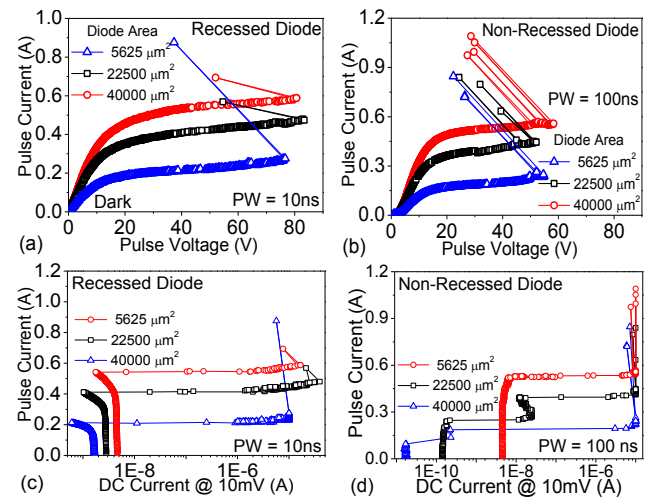 Recessed Diode
Diode Area
5625 μm²
22500 μm²
40000 μm²
Dark
PW = 10ns
(a)
Pulse Current (A)
1.0
0.8
0.6
0.4
0.2
0.0
0 20 40 60 80
Pulse Voltage (V)
Non-Recessed Diode
PW = 100ns
Diode Area
5625 μm²
22500 μm²
40000 μm²
(b)
1.2
0.9
0.6
0.3
0.0
0 20 40 60 80
Pulse Voltage (V)
Recessed Diode
5625 μm²
22500 μm²
40000 μm²
PW = 10ns
(c)
Pulse Current (A)
1.2
1.0
0.8
0.6
0.4
0.2
0.0
1E-8 1E-6
DC Current @ 10mV (A)
Non-Recessed Diode
5625 μm²
22500 μm²
40000 μm²
PW = 100 ns
(d)
Pulse Current (A)
1.2
0.9
0.6
0.3
0.0
1E-10 1E-8 1E-6
DC Current @ 10mV (A)